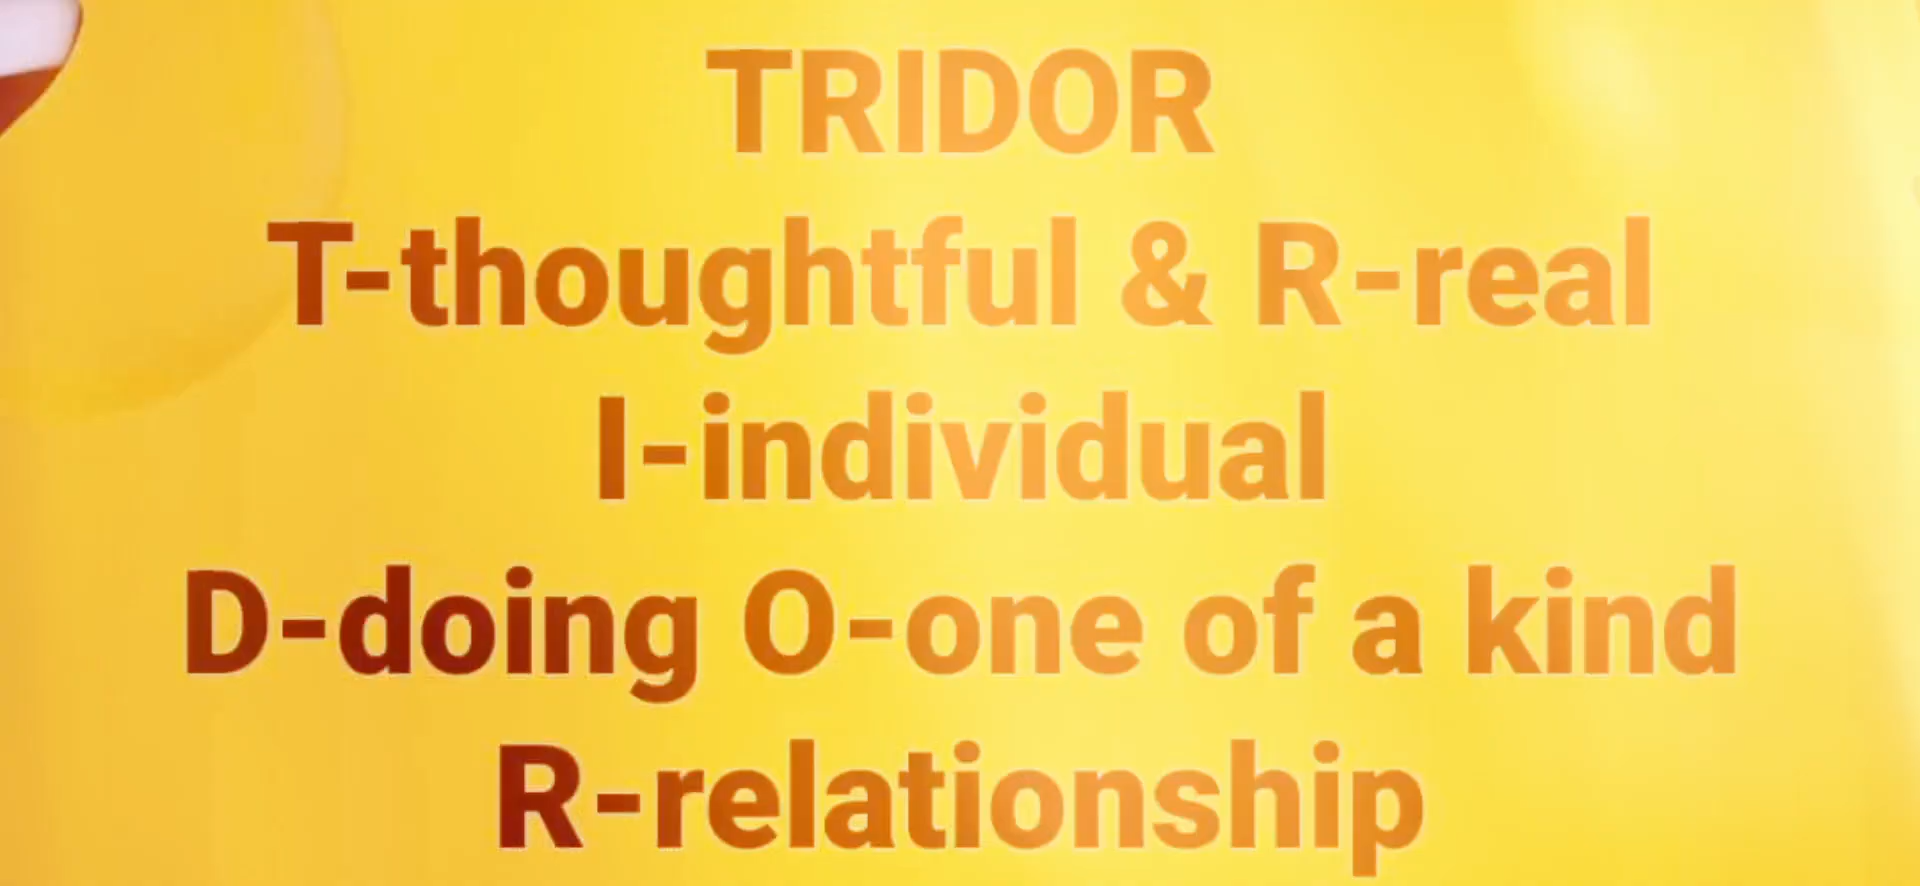 TRIDOR
T-thoughtful & R-real
I-individual
D-doing O-one of a kind
R-relationship